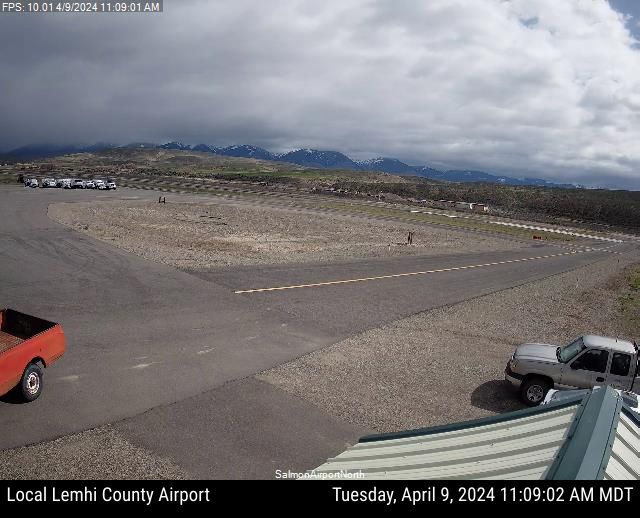 FPS: 10.01 4/9/2024 11:09:01 AM
SalmonAirportNorth
Local Lemhi County Airport Tuesday, April 9, 2024 11:09:02 AM MDT